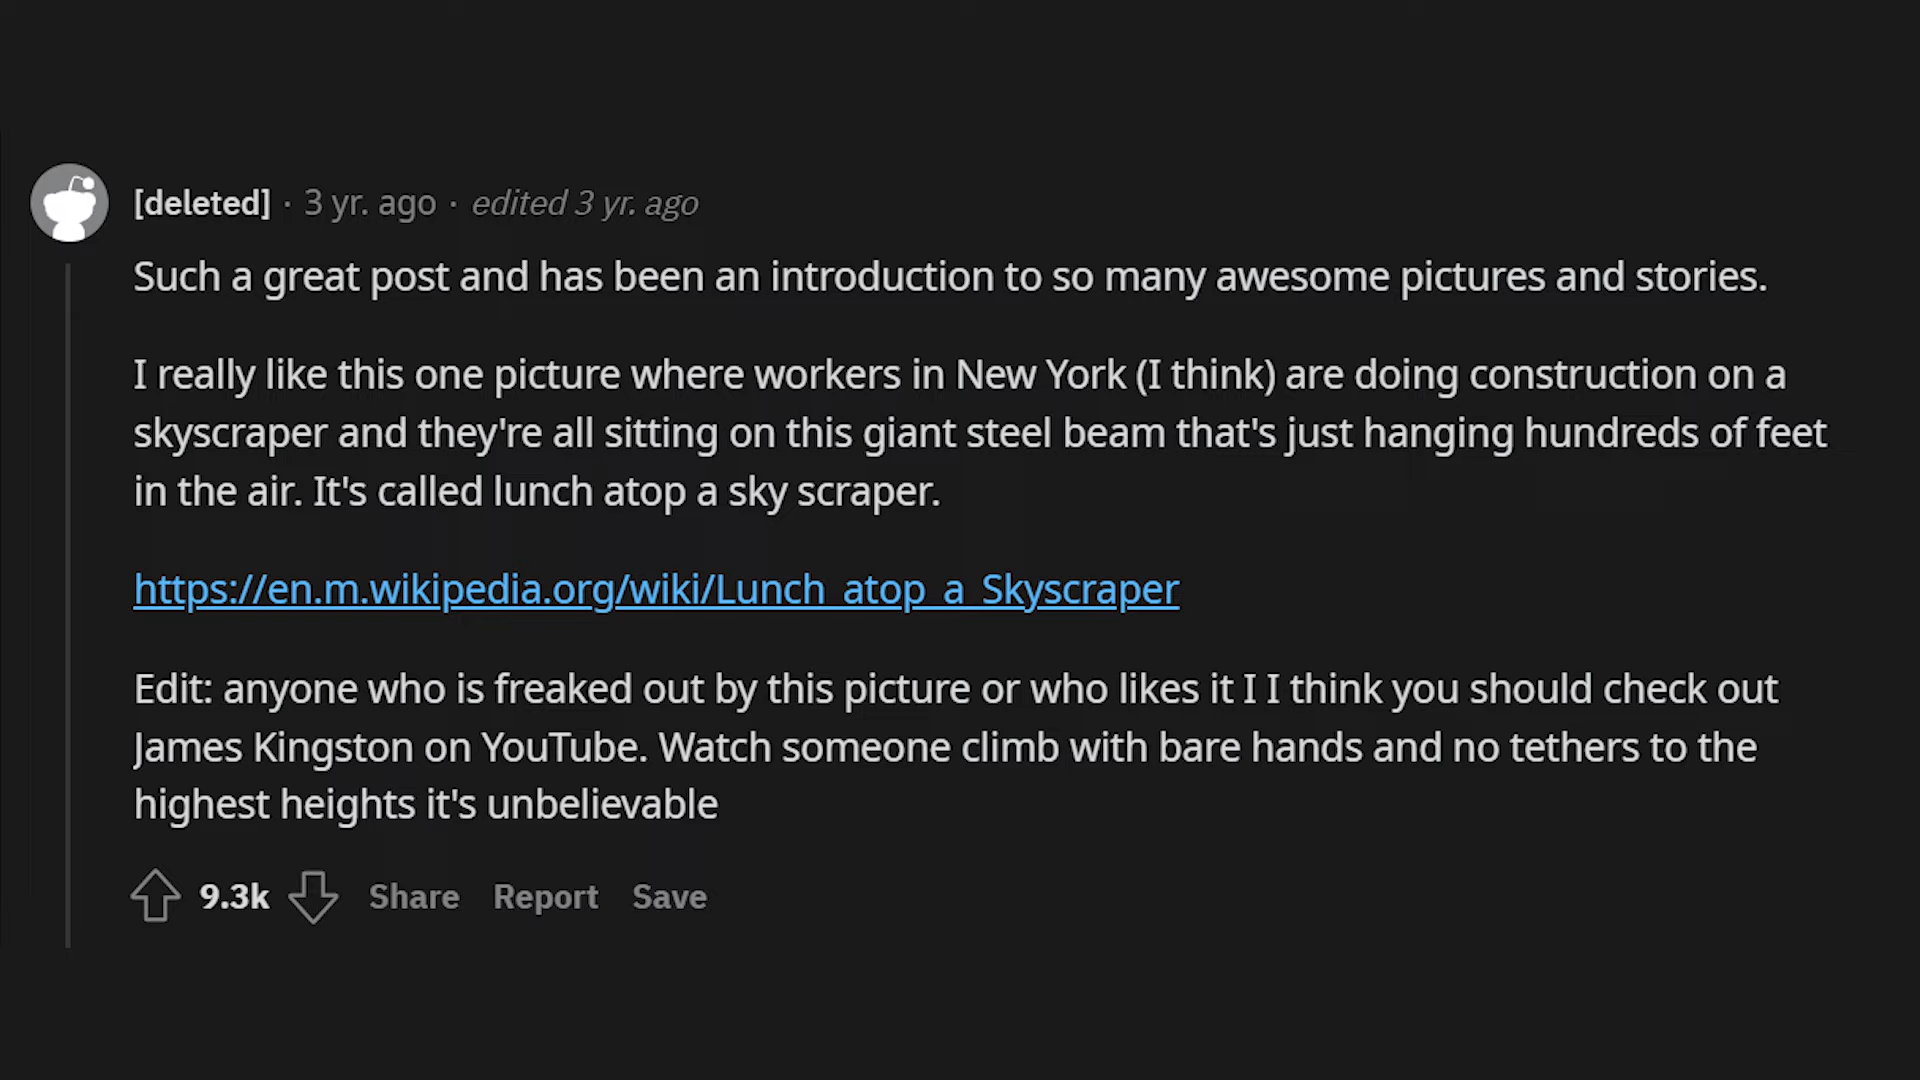 [deleted] · 3 yr. ago · edited 3 yr. ago
Such a great post and has been an introduction to so many awesome pictures and stories.
I really like this one picture where workers in New York (I think) are doing construction on a
skyscraper and they're all sitting on this giant steel beam that's just hanging hundreds of feet
in the air. It's called lunch atop a sky scraper.
https://en.m.wikipedia.org/wiki/Lunch_atop_a_Skyscraper
Edit: anyone who is freaked out by this picture or who likes it I I think you should check out
James Kingston on YouTube. Watch someone climb with bare hands and no tethers to the
highest heights it's unbelievable
9.3k Share Report Save